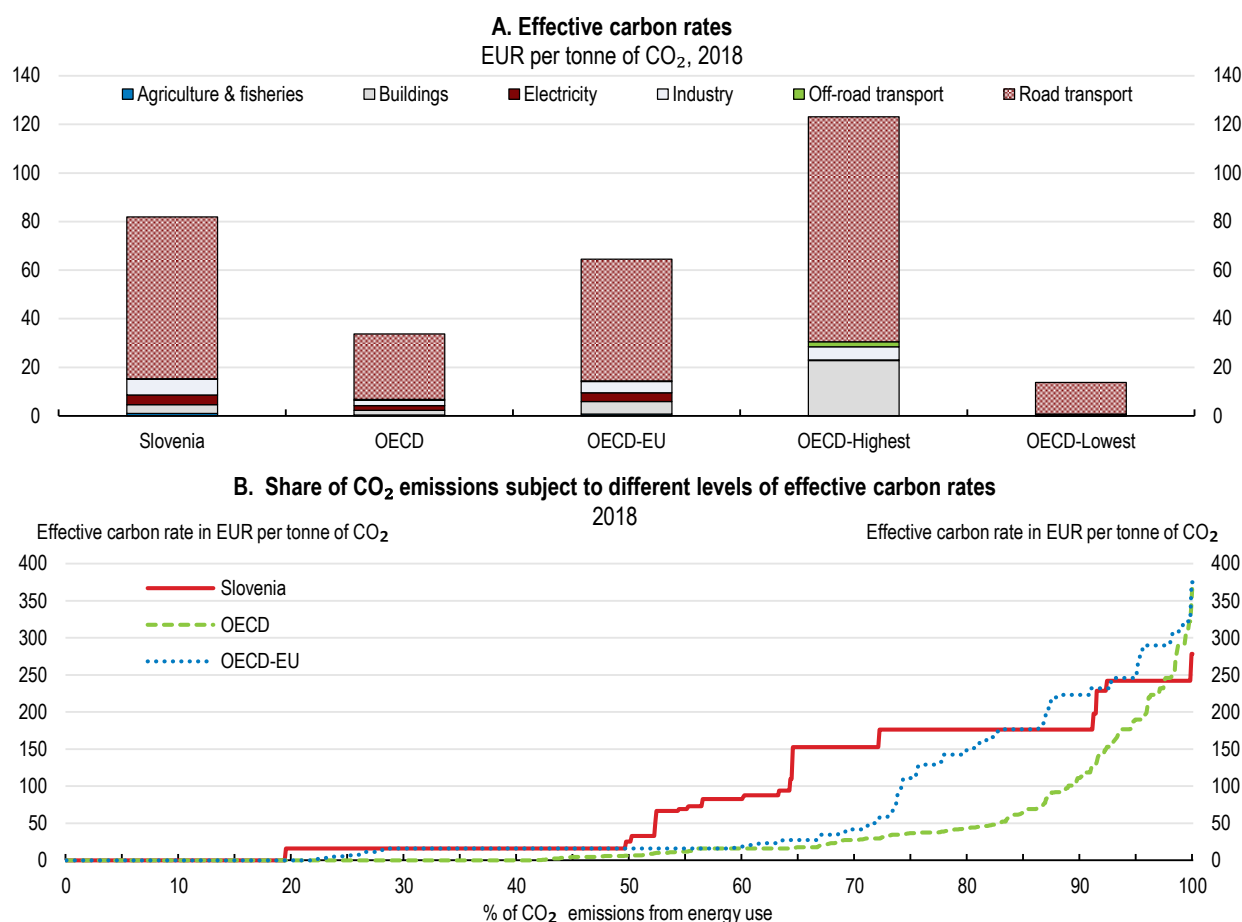 A. Effective carbon rates
EUR per tonne of CO₂, 2018
140 140
Agriculture & fisheries Buildings Electricity Industry Off-road transport Road transport
120 120
100 100
80 80
60 60
40 40
20 20
0 0
Slovenia OECD OECD-EU OECD-Highest OECD-Lowest
B. Share of CO₂ emissions subject to different levels of effective carbon rates
2018
Effective carbon rate in EUR per tonne of CO₂ Effective carbon rate in EUR per tonne of CO₂
400 400
Slovenia
350 350
OECD
300 300
OECD-EU
250 250
200 200
150 150
100 100
50 50
0 0
0 10 20 30 40 50 60 70 80 90 100
% of CO₂ emissions from energy use